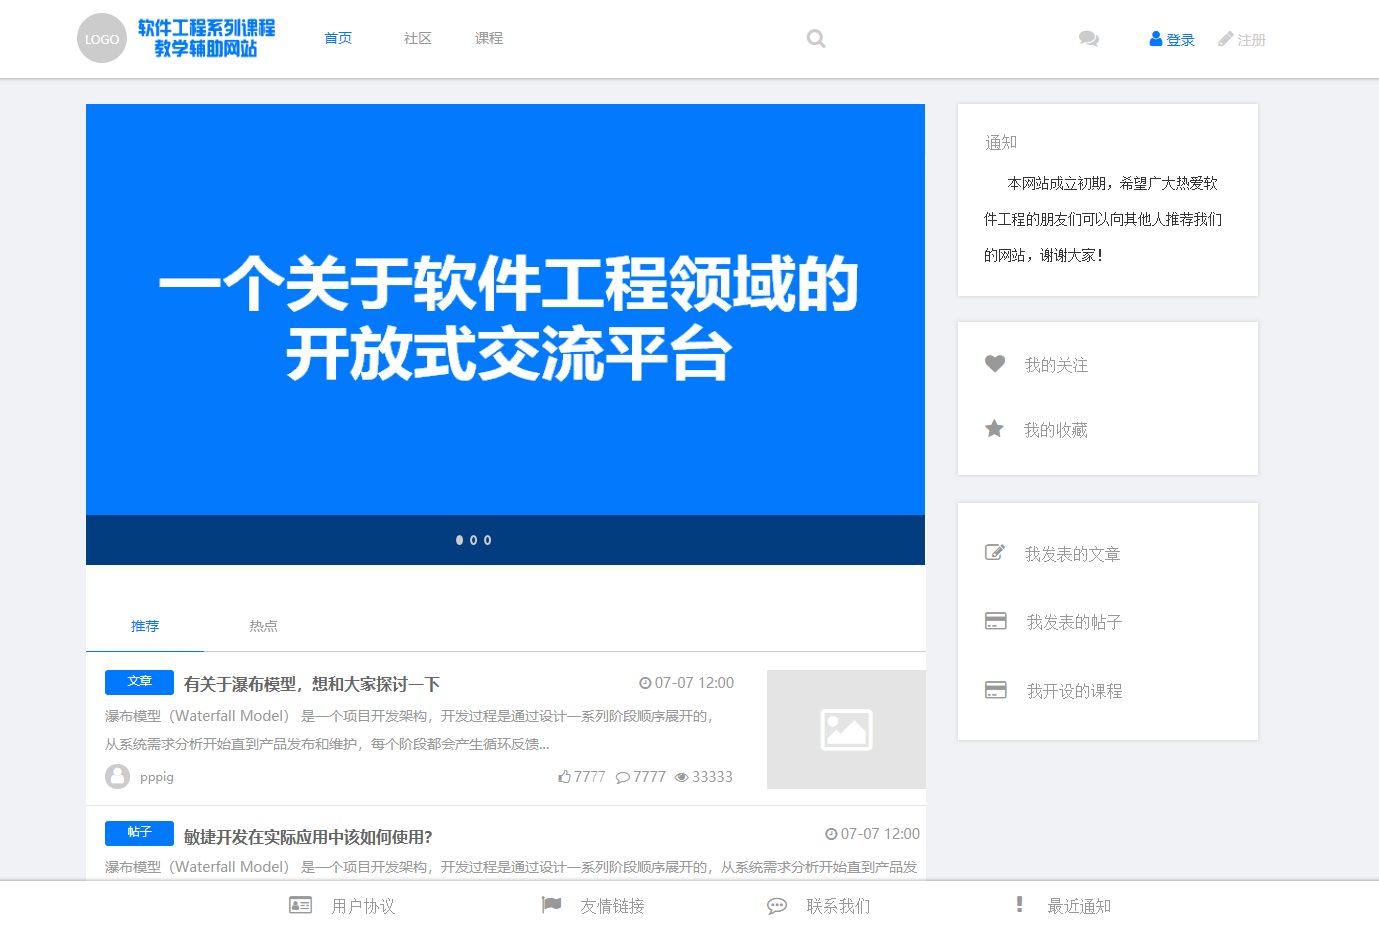 LOGO
软件工程系列课程
教学辅助网站
首页
社区
课程
登录
注册
一个关于软件工程领域的
开放式交流平台
通知
本网站成立初期，希望广大热爱软
件工程的朋友们可以向其他人推荐我们
的网站，谢谢大家！
我的关注
我的收藏
我发表的文章
我发表的帖子
我开设的课程
推荐
热点
文章
有关于瀑布模型，想和大家探讨一下
07-07 12:00
瀑布模型（Waterfall Model） 是一个项目开发架构，开发过程是通过设计一系列阶段顺序展开的，
从系统需求分析开始直到产品发布和维护，每个阶段都会产生循环反馈...
pppig
7777
7777
33333
帖子
敏捷开发在实际应用中该如何使用？
07-07 12:00
瀑布模型（Waterfall Model） 是一个项目开发架构，开发过程是通过设计一系列阶段顺序展开的，从系统需求分析开始直到产品发
用户协议
友情链接
联系我们
最近通知